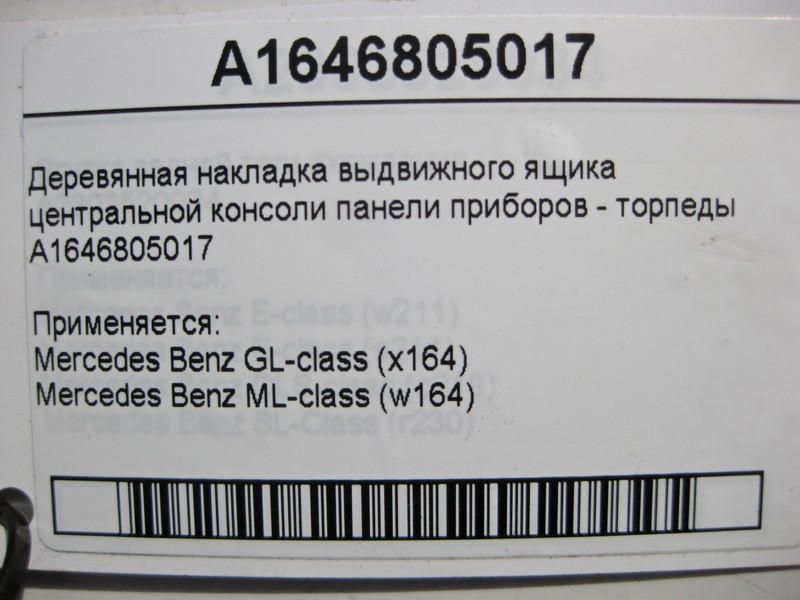 A1646805017
Деревянная накладка выдвижного ящика
центральной консоли панели приборов - торпеды
A1646805017
Применяется:
Mercedes Benz GL-class (x164)
Mercedes Benz ML-class (w164)